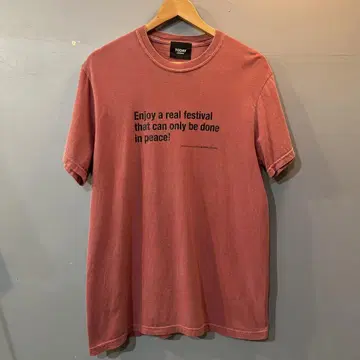 Enjoy a real festival
that can only be done
in peace!